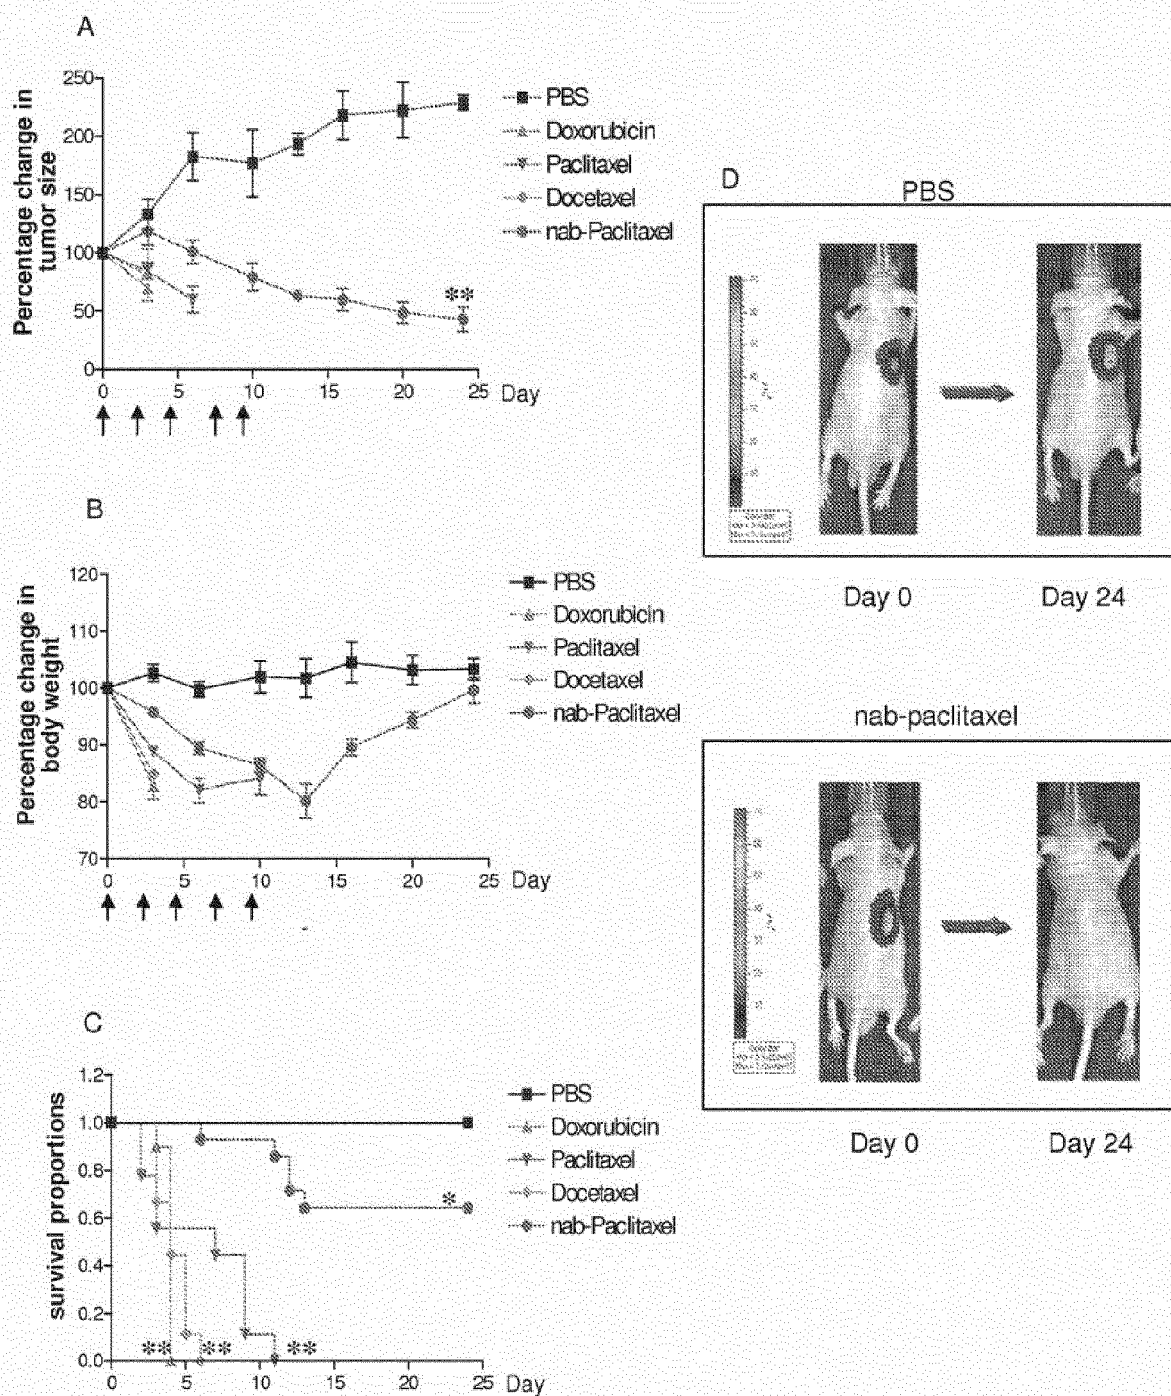 A
Percentage change in
tumor size
250
200
150
100
50
0
0 5 10 15 20 25 Day
**
PBS
Doxorubicin
Paclitaxel
Docetaxel
nab-Paclitaxel
B
Percentage change in
body weight
120
110
100
90
80
70
0 5 10 15 20 25 Day
PBS
Doxorubicin
Paclitaxel
Docetaxel
nab-Paclitaxel
C
survival proportions
1.2
1.0
0.8
0.6
0.4
0.2
0.0
0 5 10 15 20 25 Day
*
** ** **
PBS
Doxorubicin
Paclitaxel
Docetaxel
nab-Paclitaxel
D
PBS
Day 0 Day 24
nab-paclitaxel
Day 0 Day 24